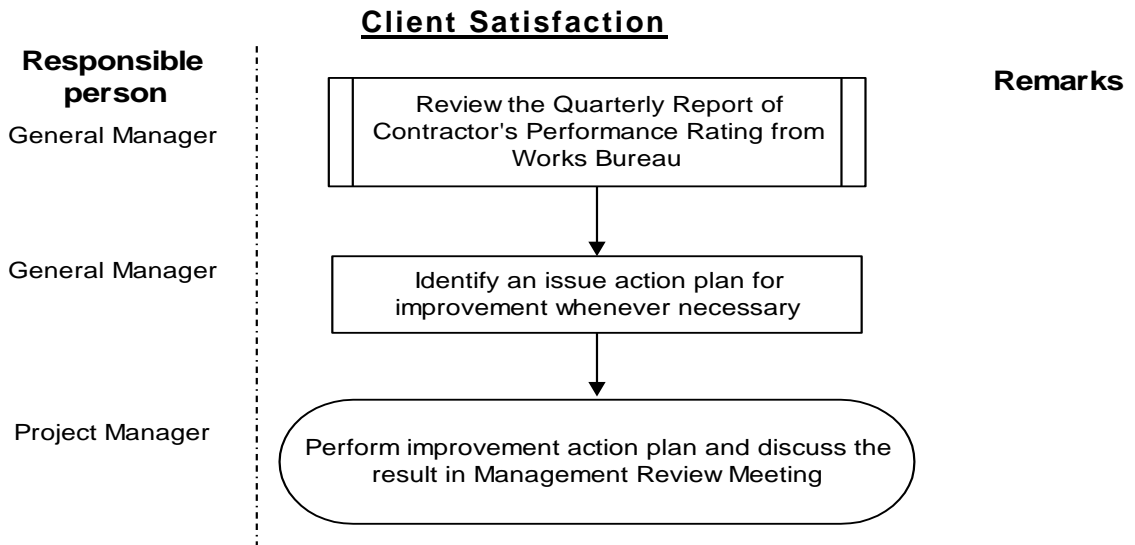 Client Satisfaction
Responsible
person
Remarks
General Manager
Review the Quarterly Report of
Contractor's Performance Rating from
Works Bureau
General Manager
Identify an issue action plan for
improvement whenever necessary
Project Manager
Perform improvement action plan and discuss the
result in Management Review Meeting